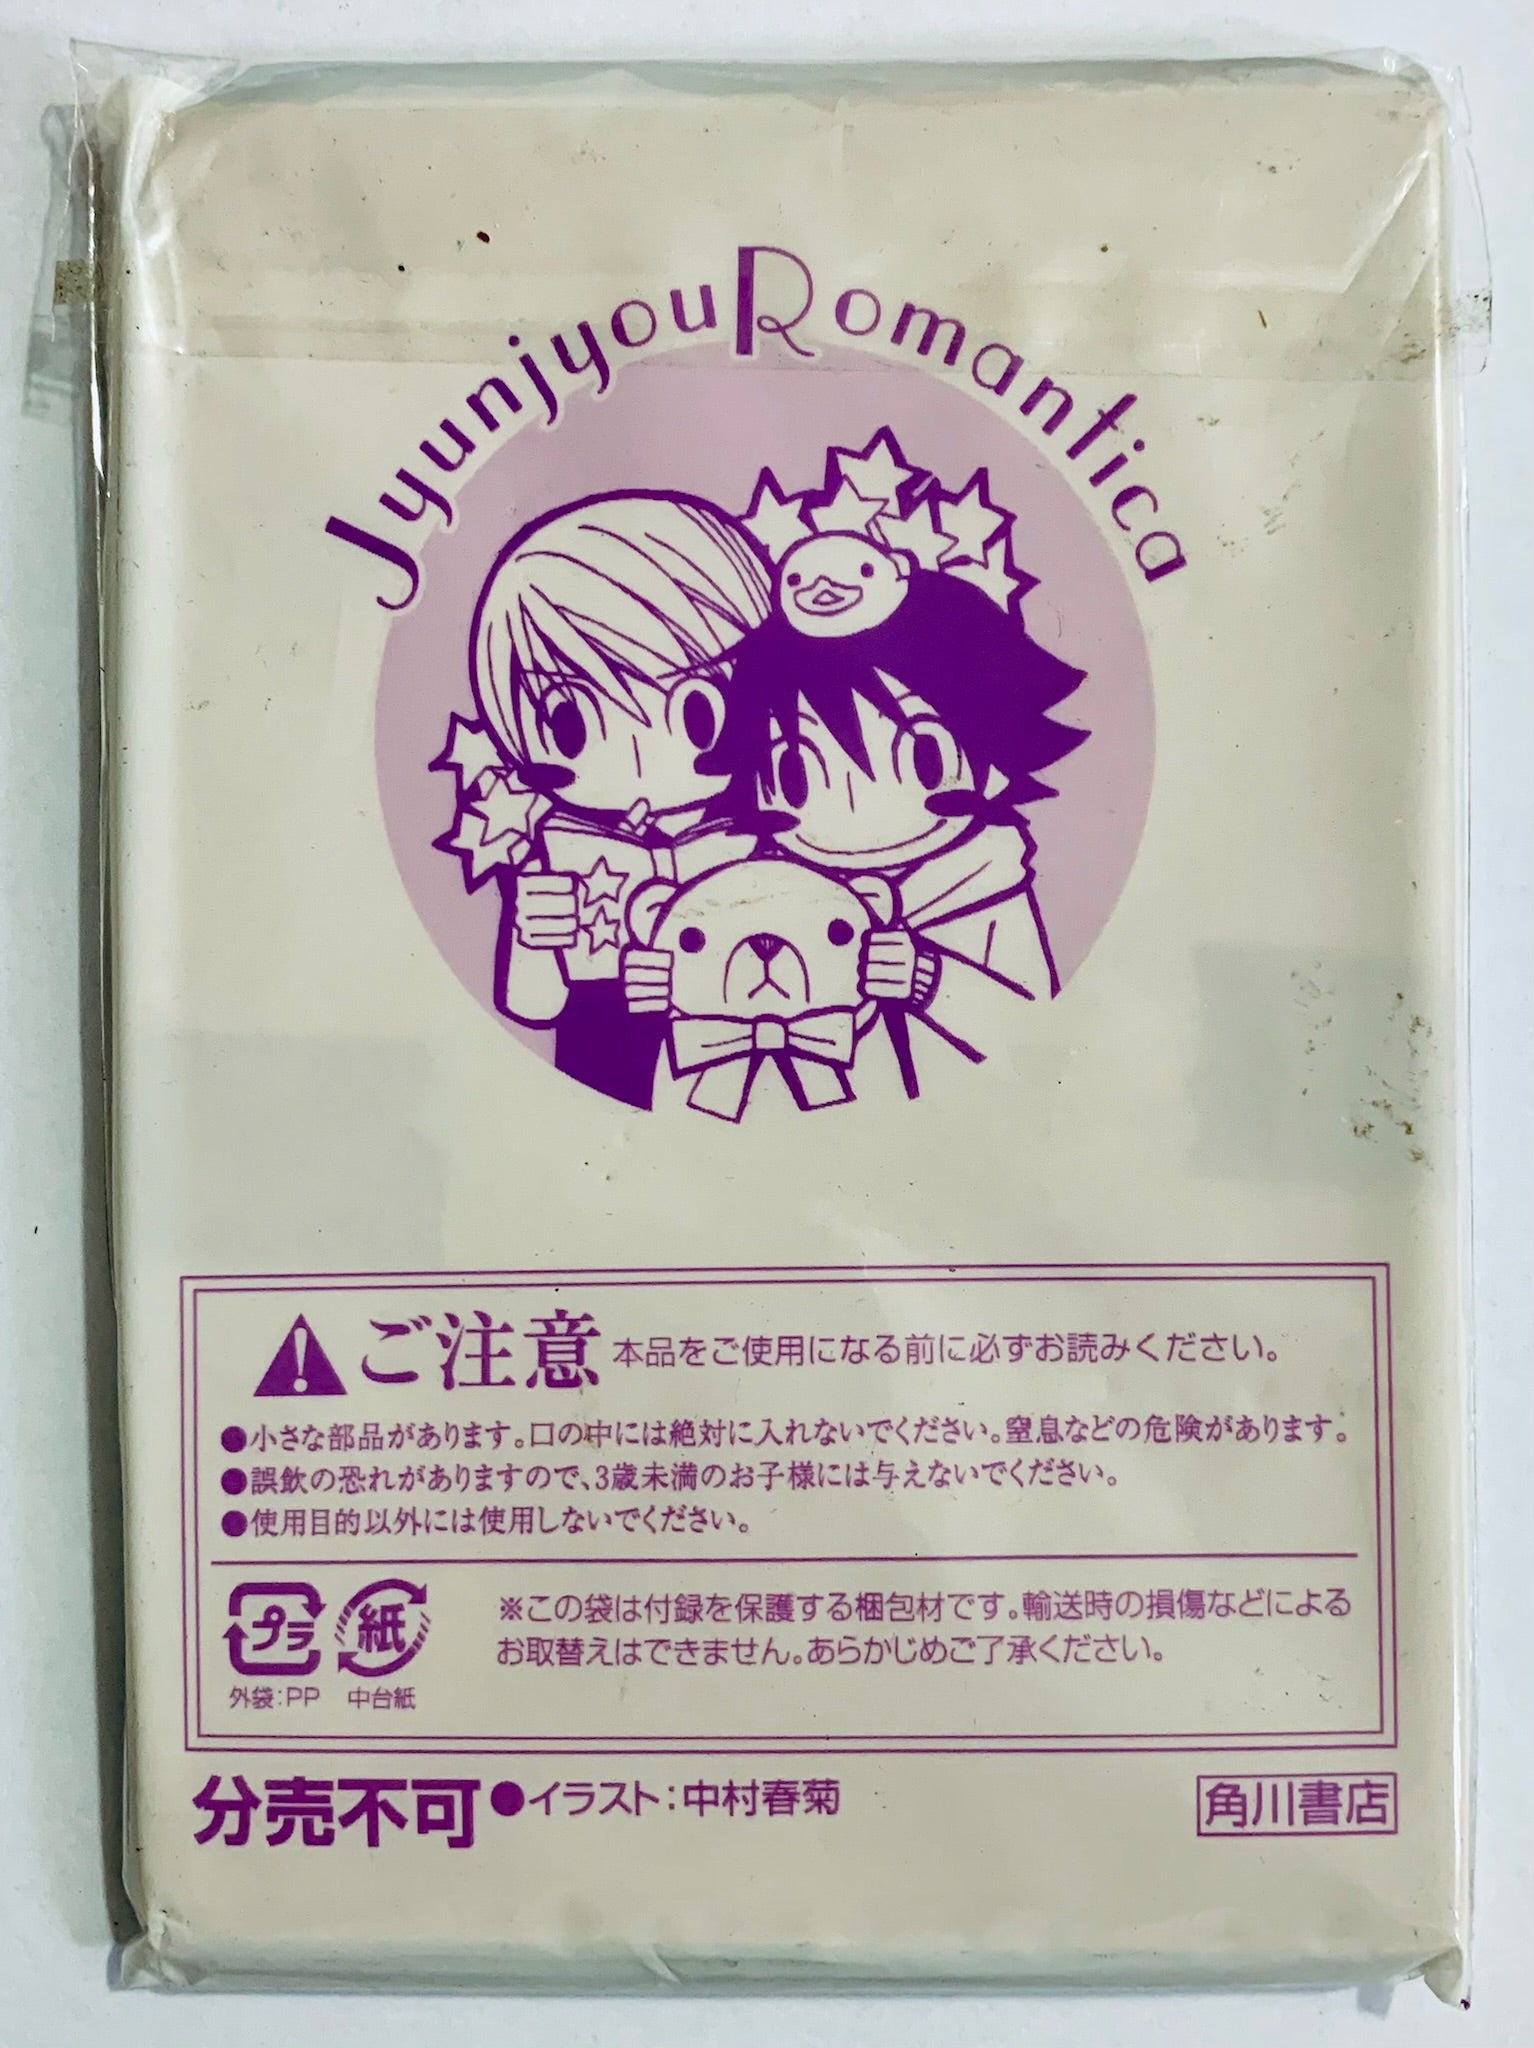 Jyunjyou Romantica
ご注意 本品をご使用になる前に必ずお読みください。
●小さな部品があります。口の中には絶対に入れないでください。窒息などの危険があります。
●誤飲の恐れがありますので、3歳未満のお子様には与えないでください。
●使用目的以外には使用しないでください。
プラ 紙
外袋：PP 中台紙
※この袋は付録を保護する梱包材です。輸送時の損傷などによる
お取替えはできません。あらかじめご了承ください。
分売不可●イラスト：中村春菊
角川書店